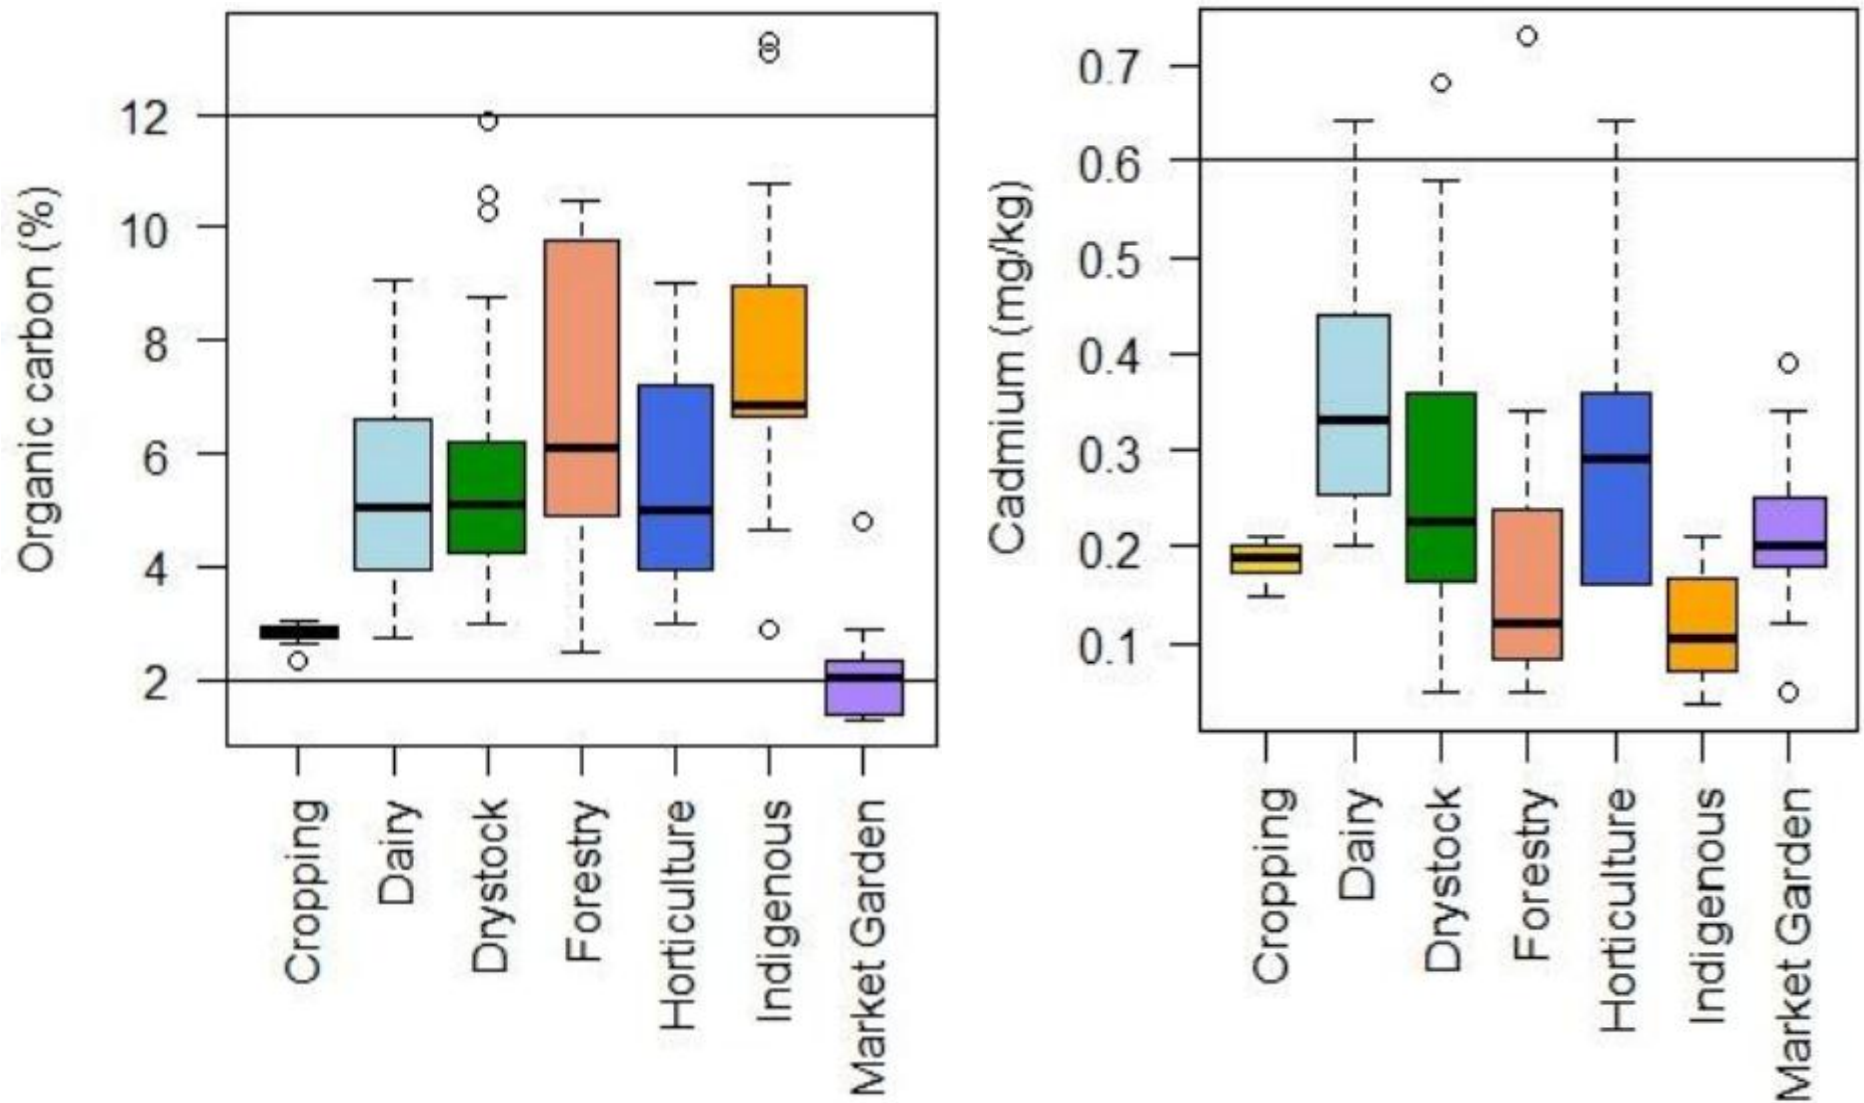 Organic carbon (%)
12
10
8
6
4
2
Cropping
Dairy
Drystock
Forestry
Horticulture
Indigenous
Market Garden
Cadmium (mg/kg)
0.7
0.6
0.5
0.4
0.3
0.2
0.1
Cropping
Dairy
Drystock
Forestry
Horticulture
Indigenous
Market Garden